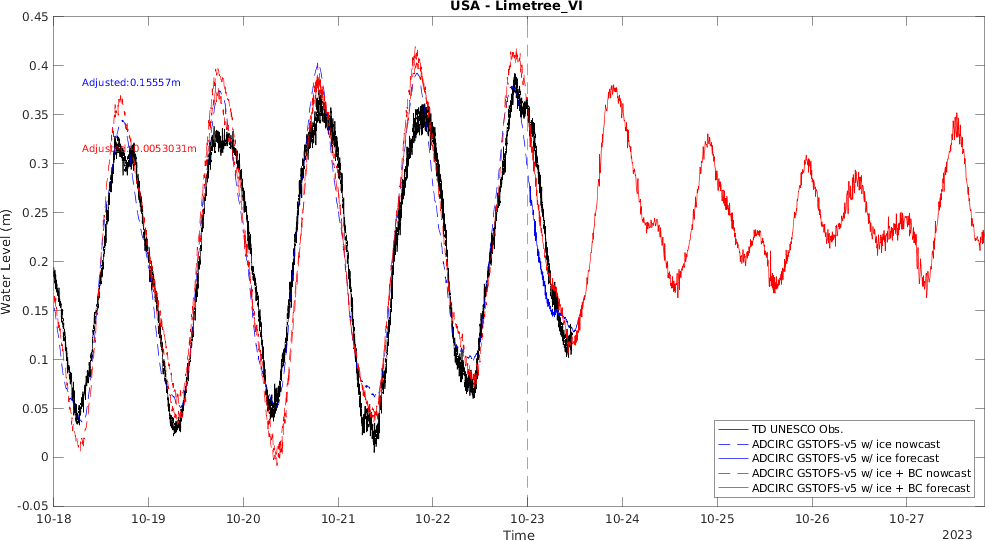 USA - Limetree_VI
0.45
0.4
0.35
0.3
0.25
0.2
0.15
0.1
0.05
0
-0.05
Water Level (m)
Adjusted:0.15557m
Adjusted:0.0053031m
TD UNESCO Obs.
ADCIRC GSTOFS-v5 w/ ice nowcast
ADCIRC GSTOFS-v5 w/ ice forecast
ADCIRC GSTOFS-v5 w/ ice + BC nowcast
ADCIRC GSTOFS-v5 w/ ice + BC forecast
10-18 10-19 10-20 10-21 10-22 10-23 10-24 10-25 10-26 10-27
Time
2023